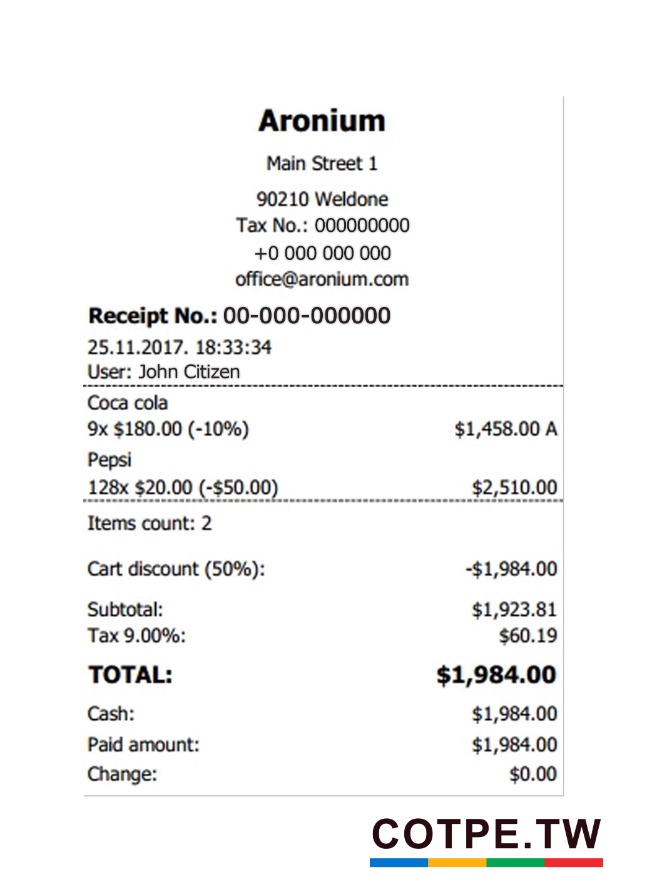 Aronium
Main Street 1
90210 Weldone
Tax No.: 000000000
+0 000 000 000
office@aronium.com
Receipt No.: 00-000-000000
25.11.2017. 18:33:34
User: John Citizen
Coca cola
9x $180.00 (-10%) $1,458.00 A
Pepsi
128x $20.00 (-$50.00) $2,510.00
Items count: 2
Cart discount (50%): -$1,984.00
Subtotal: $1,923.81
Tax 9.00%: $60.19
TOTAL: $1,984.00
Cash: $1,984.00
Paid amount: $1,984.00
Change: $0.00
COTPE.TW